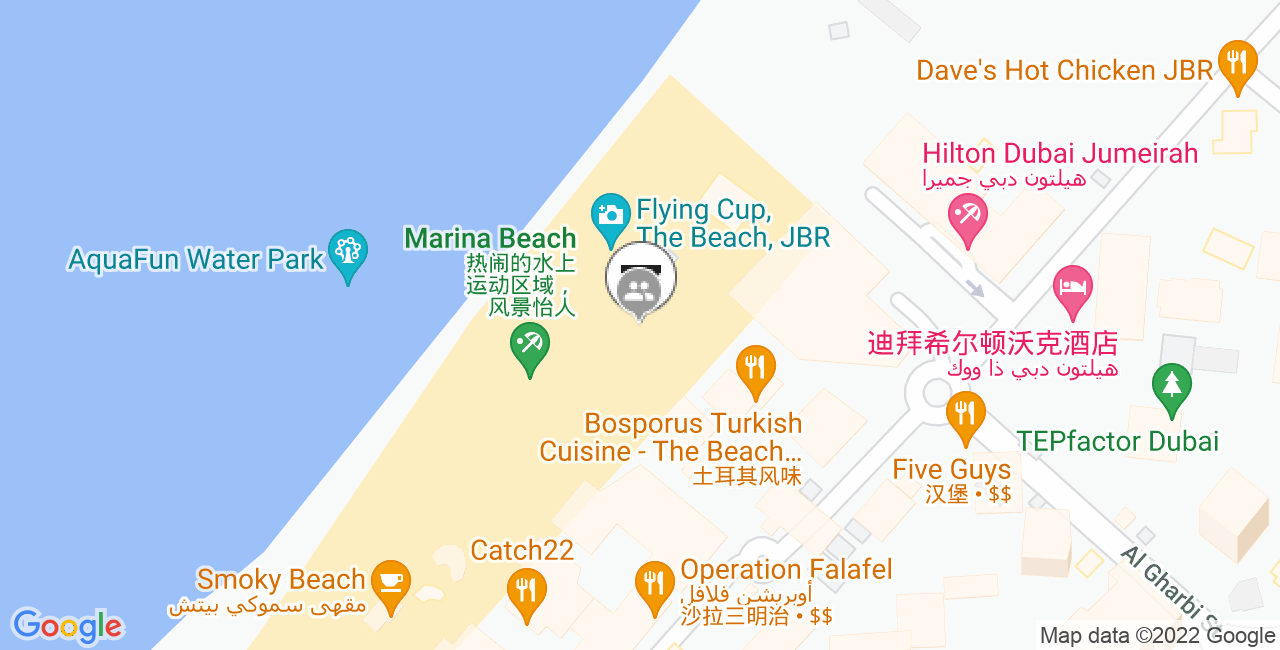 Dave's Hot Chicken JBR
Hilton Dubai Jumeirah
هيلتون دبي جميرا
Flying Cup,
The Beach, JBR
Marina Beach
热闹的水上
运动区域，
风景怡人
AquaFun Water Park
迪拜希尔顿沃克酒店
هيلتون دبي ذا ووك
Bosporus Turkish
Cuisine - The Beach...
土耳其风味
TEPfactor Dubai
Five Guys
汉堡 • $$
Catch22
Operation Falafel
أوبريشن فلافل
沙拉三明治 • $$
Smoky Beach
مقهى سموكي بيتش
Al Gharbi St
Google
Map data ©2022 Google